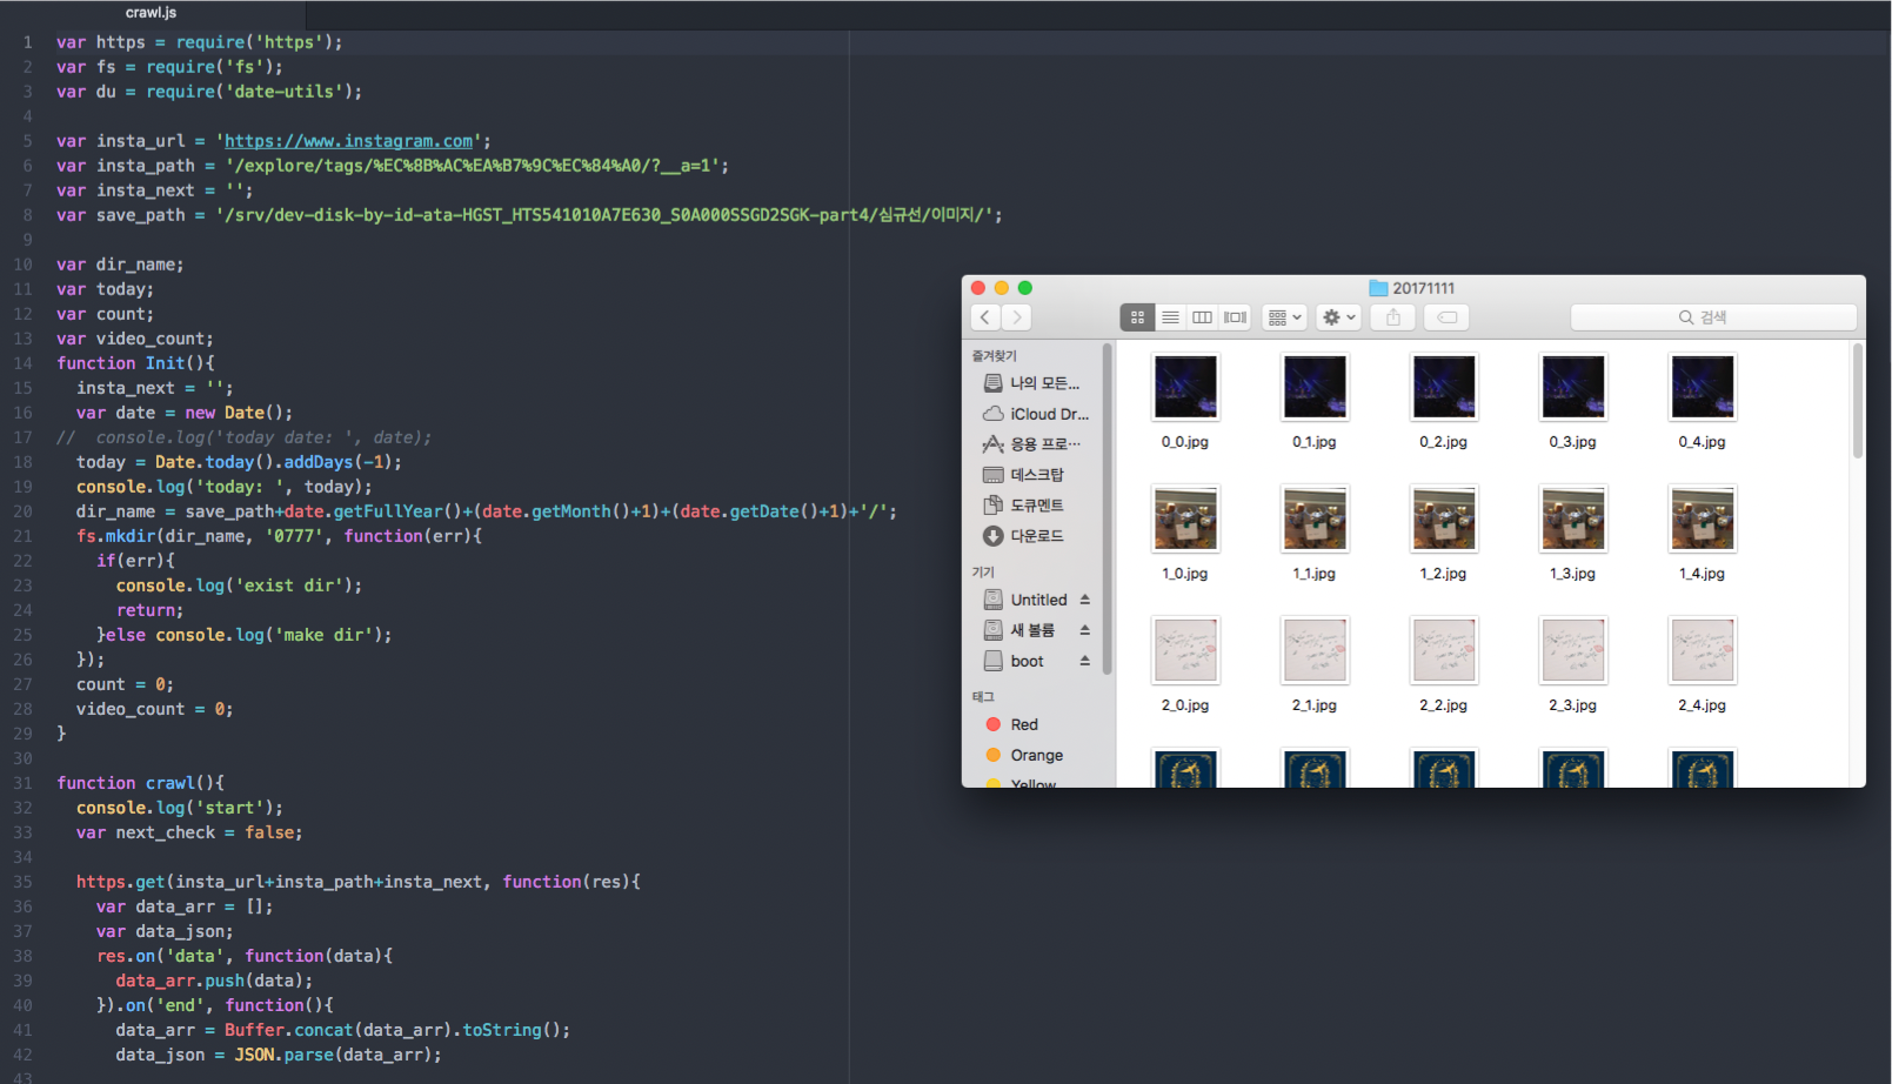 crawl.js
1 var https = require('https');
2 var fs = require('fs');
3 var du = require('date-utils');
4
5 var insta_url = 'https://www.instagram.com';
6 var insta_path = '/explore/tags/%EC%8B%AC%EA%B7%9C%EC%84%A0/?__a=1';
7 var insta_next = '';
8 var save_path = '/srv/dev-disk-by-id-ata-HGST_HTS541010A7E630_S0A000SSGD2SGK-part4/심규선/이미지/';
9
10 var dir_name;
11 var today;
12 var count;
13 var video_count;
14 function Init(){
15 insta_next = '';
16 var date = new Date();
17 // console.log('today date: ', date);
18 today = Date.today().addDays(-1);
19 console.log('today: ', today);
20 dir_name = save_path+date.getFullYear()+(date.getMonth()+1)+(date.getDate()+1)+'/';
21 fs.mkdir(dir_name, '0777', function(err){
22 if(err){
23 console.log('exist dir');
24 return;
25 }else console.log('make dir');
26 });
27 count = 0;
28 video_count = 0;
29 }
30
31 function crawl(){
32 console.log('start');
33 var next_check = false;
34
35 https.get(insta_url+insta_path+insta_next, function(res){
36 var data_arr = [];
37 var data_json;
38 res.on('data', function(data){
39 data_arr.push(data);
40 }).on('end', function(){
41 data_arr = Buffer.concat(data_arr).toString();
42 data_json = JSON.parse(data_arr);
43
20171111
검색
즐겨찾기
나의 모든...
iCloud Dr...
응용 프로...
데스크탑
도큐멘트
다운로드
기기
Untitled
새 볼륨
boot
태그
Red
Orange
Yellow
0_0.jpg 0_1.jpg 0_2.jpg 0_3.jpg 0_4.jpg
1_0.jpg 1_1.jpg 1_2.jpg 1_3.jpg 1_4.jpg
2_0.jpg 2_1.jpg 2_2.jpg 2_3.jpg 2_4.jpg